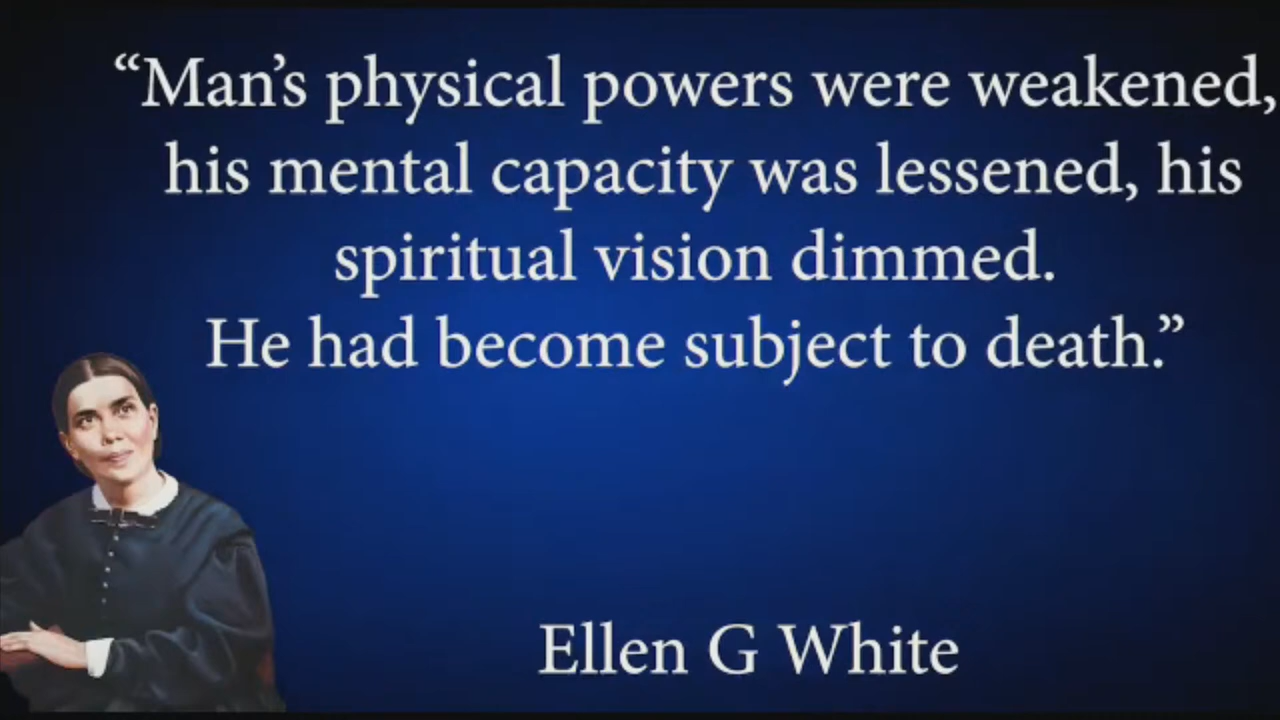 “Man’s physical powers were weakened,
his mental capacity was lessened, his
spiritual vision dimmed.
He had become subject to death.”
Ellen G White